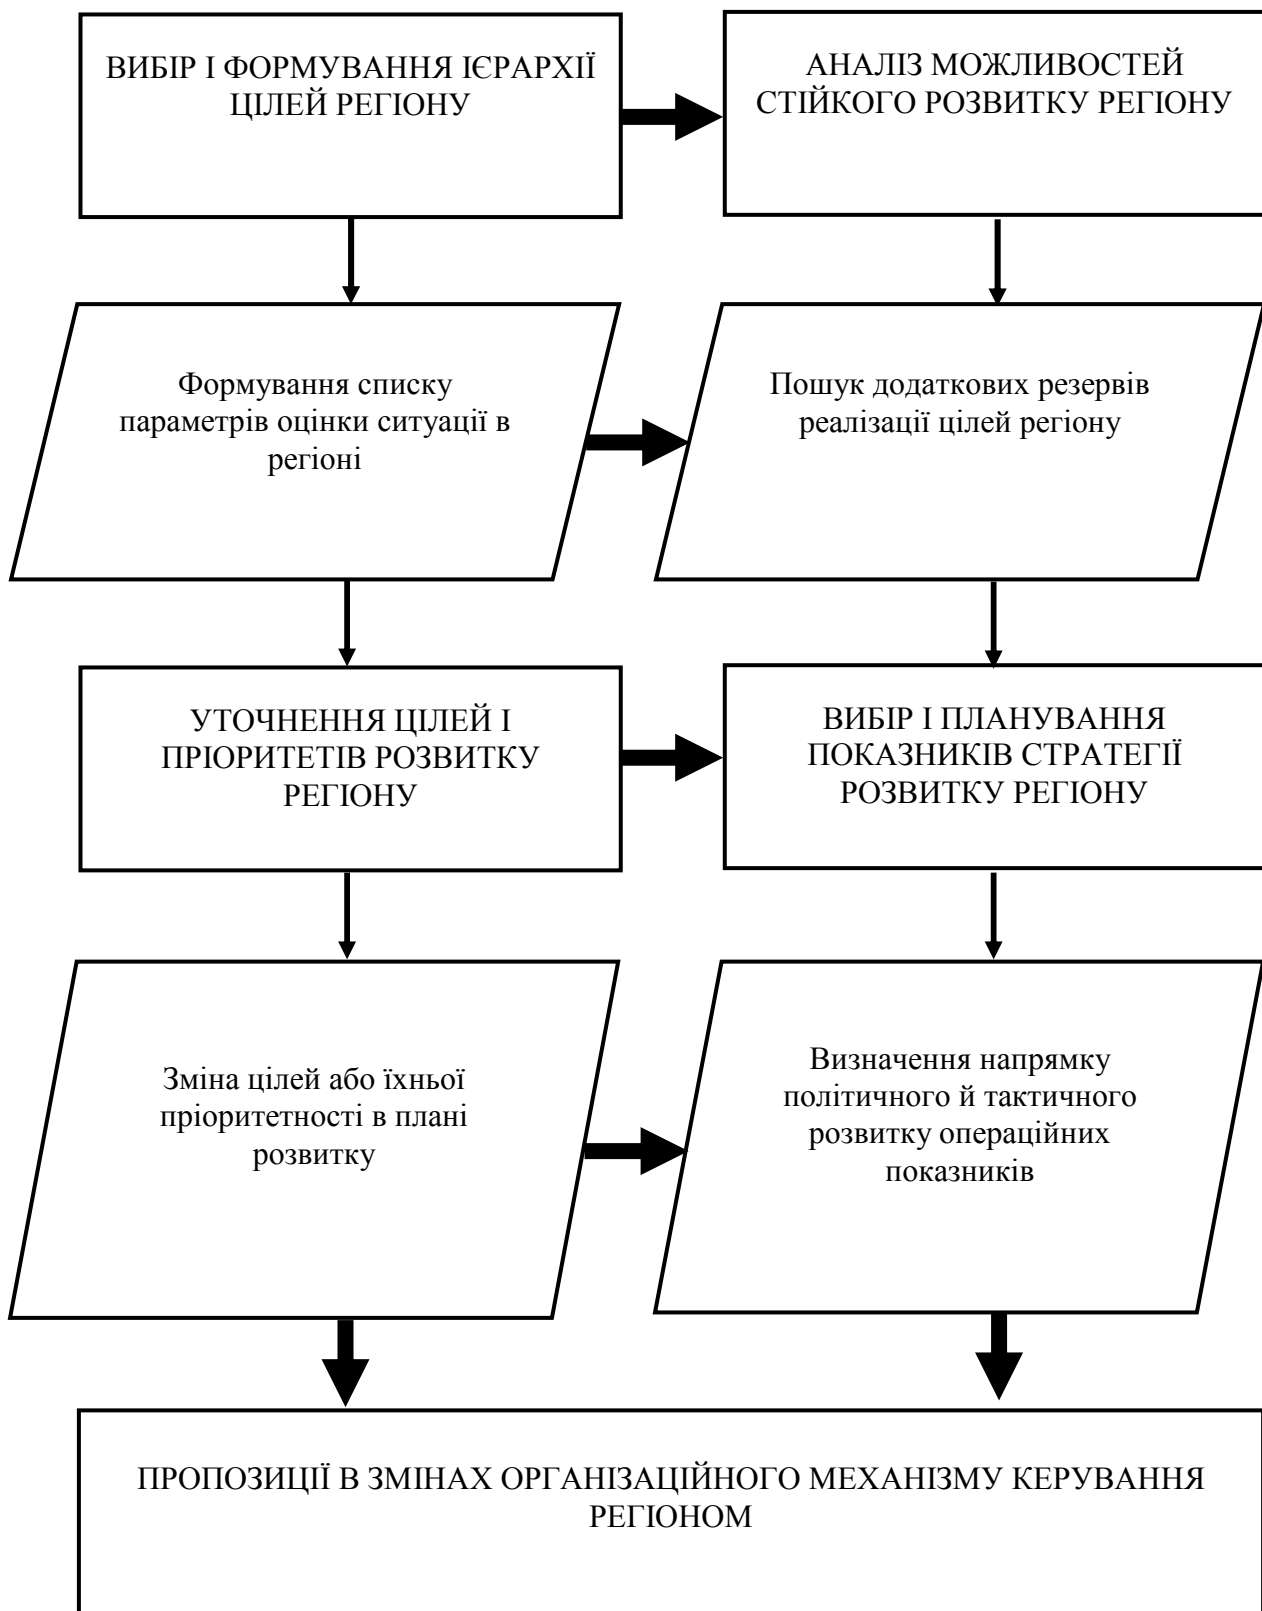 ВИБІР І ФОРМУВАННЯ ІЄРАРХІЇ
ЦІЛЕЙ РЕГІОНУ
АНАЛІЗ МОЖЛИВОСТЕЙ
СТІЙКОГО РОЗВИТКУ РЕГІОНУ
Формування списку
параметрів оцінки ситуації в
регіоні
Пошук додаткових резервів
реалізації цілей регіону
УТОЧНЕННЯ ЦІЛЕЙ І
ПРІОРИТЕТІВ РОЗВИТКУ
РЕГІОНУ
ВИБІР І ПЛАНУВАННЯ
ПОКАЗНИКІВ СТРАТЕГІЇ
РОЗВИТКУ РЕГІОНУ
Зміна цілей або їхньої
пріоритетності в плані
розвитку
Визначення напрямку
політичного й тактичного
розвитку операційних
показників
ПРОПОЗИЦІЇ В ЗМІНАХ ОРГАНІЗАЦІЙНОГО МЕХАНІЗМУ КЕРУВАННЯ
РЕГІОНОМ